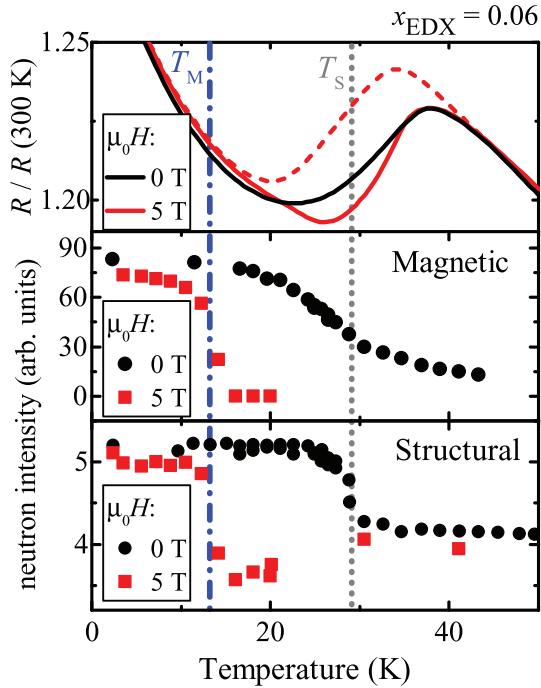 x_EDX = 0.06
1.25
T_M
T_S
R / R (300 K)
μ₀H:
0 T
5 T
1.20
90
Magnetic
60
μ₀H:
30
0 T
5 T
0
neutron intensity (arb. units)
Structural
5
μ₀H:
0 T
4
5 T
0 20 40
Temperature (K)